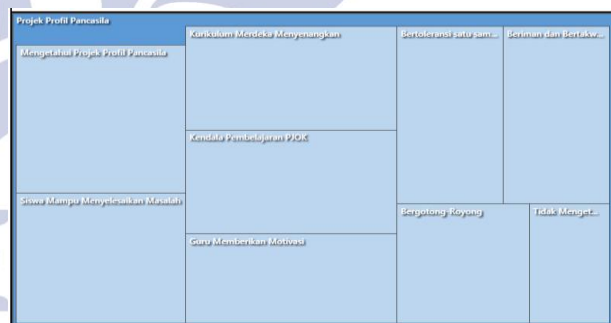 Projek Profil Pancasila
Mengetahui Projek Profil Pancasila
Siswa Mampu Menyelesaikan Masalah
Kurikulum Merdeka Menyenangkan
Kendala Pembelajaran PJOK
Guru Memberikan Motivasi
Bertoleransi satu sam...
Beriman dan Bertakw...
Bergotong-Royong
Tidak Menget...